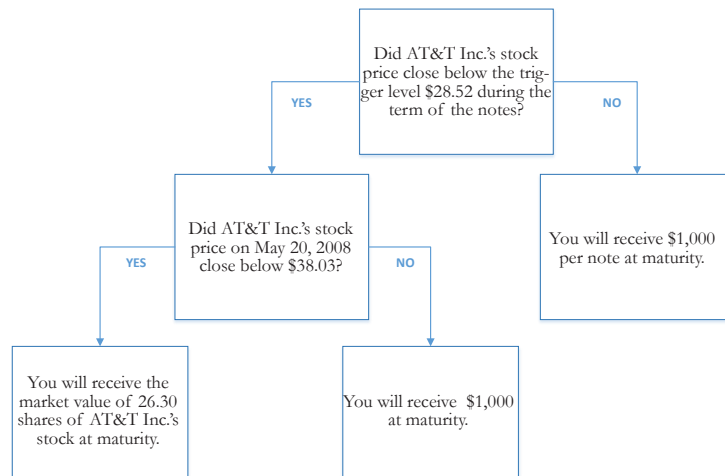 Did AT&T Inc.'s stock
price close below the trig-
ger level $28.52 during the
term of the notes?
YES
NO
Did AT&T Inc.'s stock
price on May 20, 2008
close below $38.03?
You will receive $1,000
per note at maturity.
YES
NO
You will receive the
market value of 26.30
shares of AT&T Inc.'s
stock at maturity.
You will receive $1,000
at maturity.